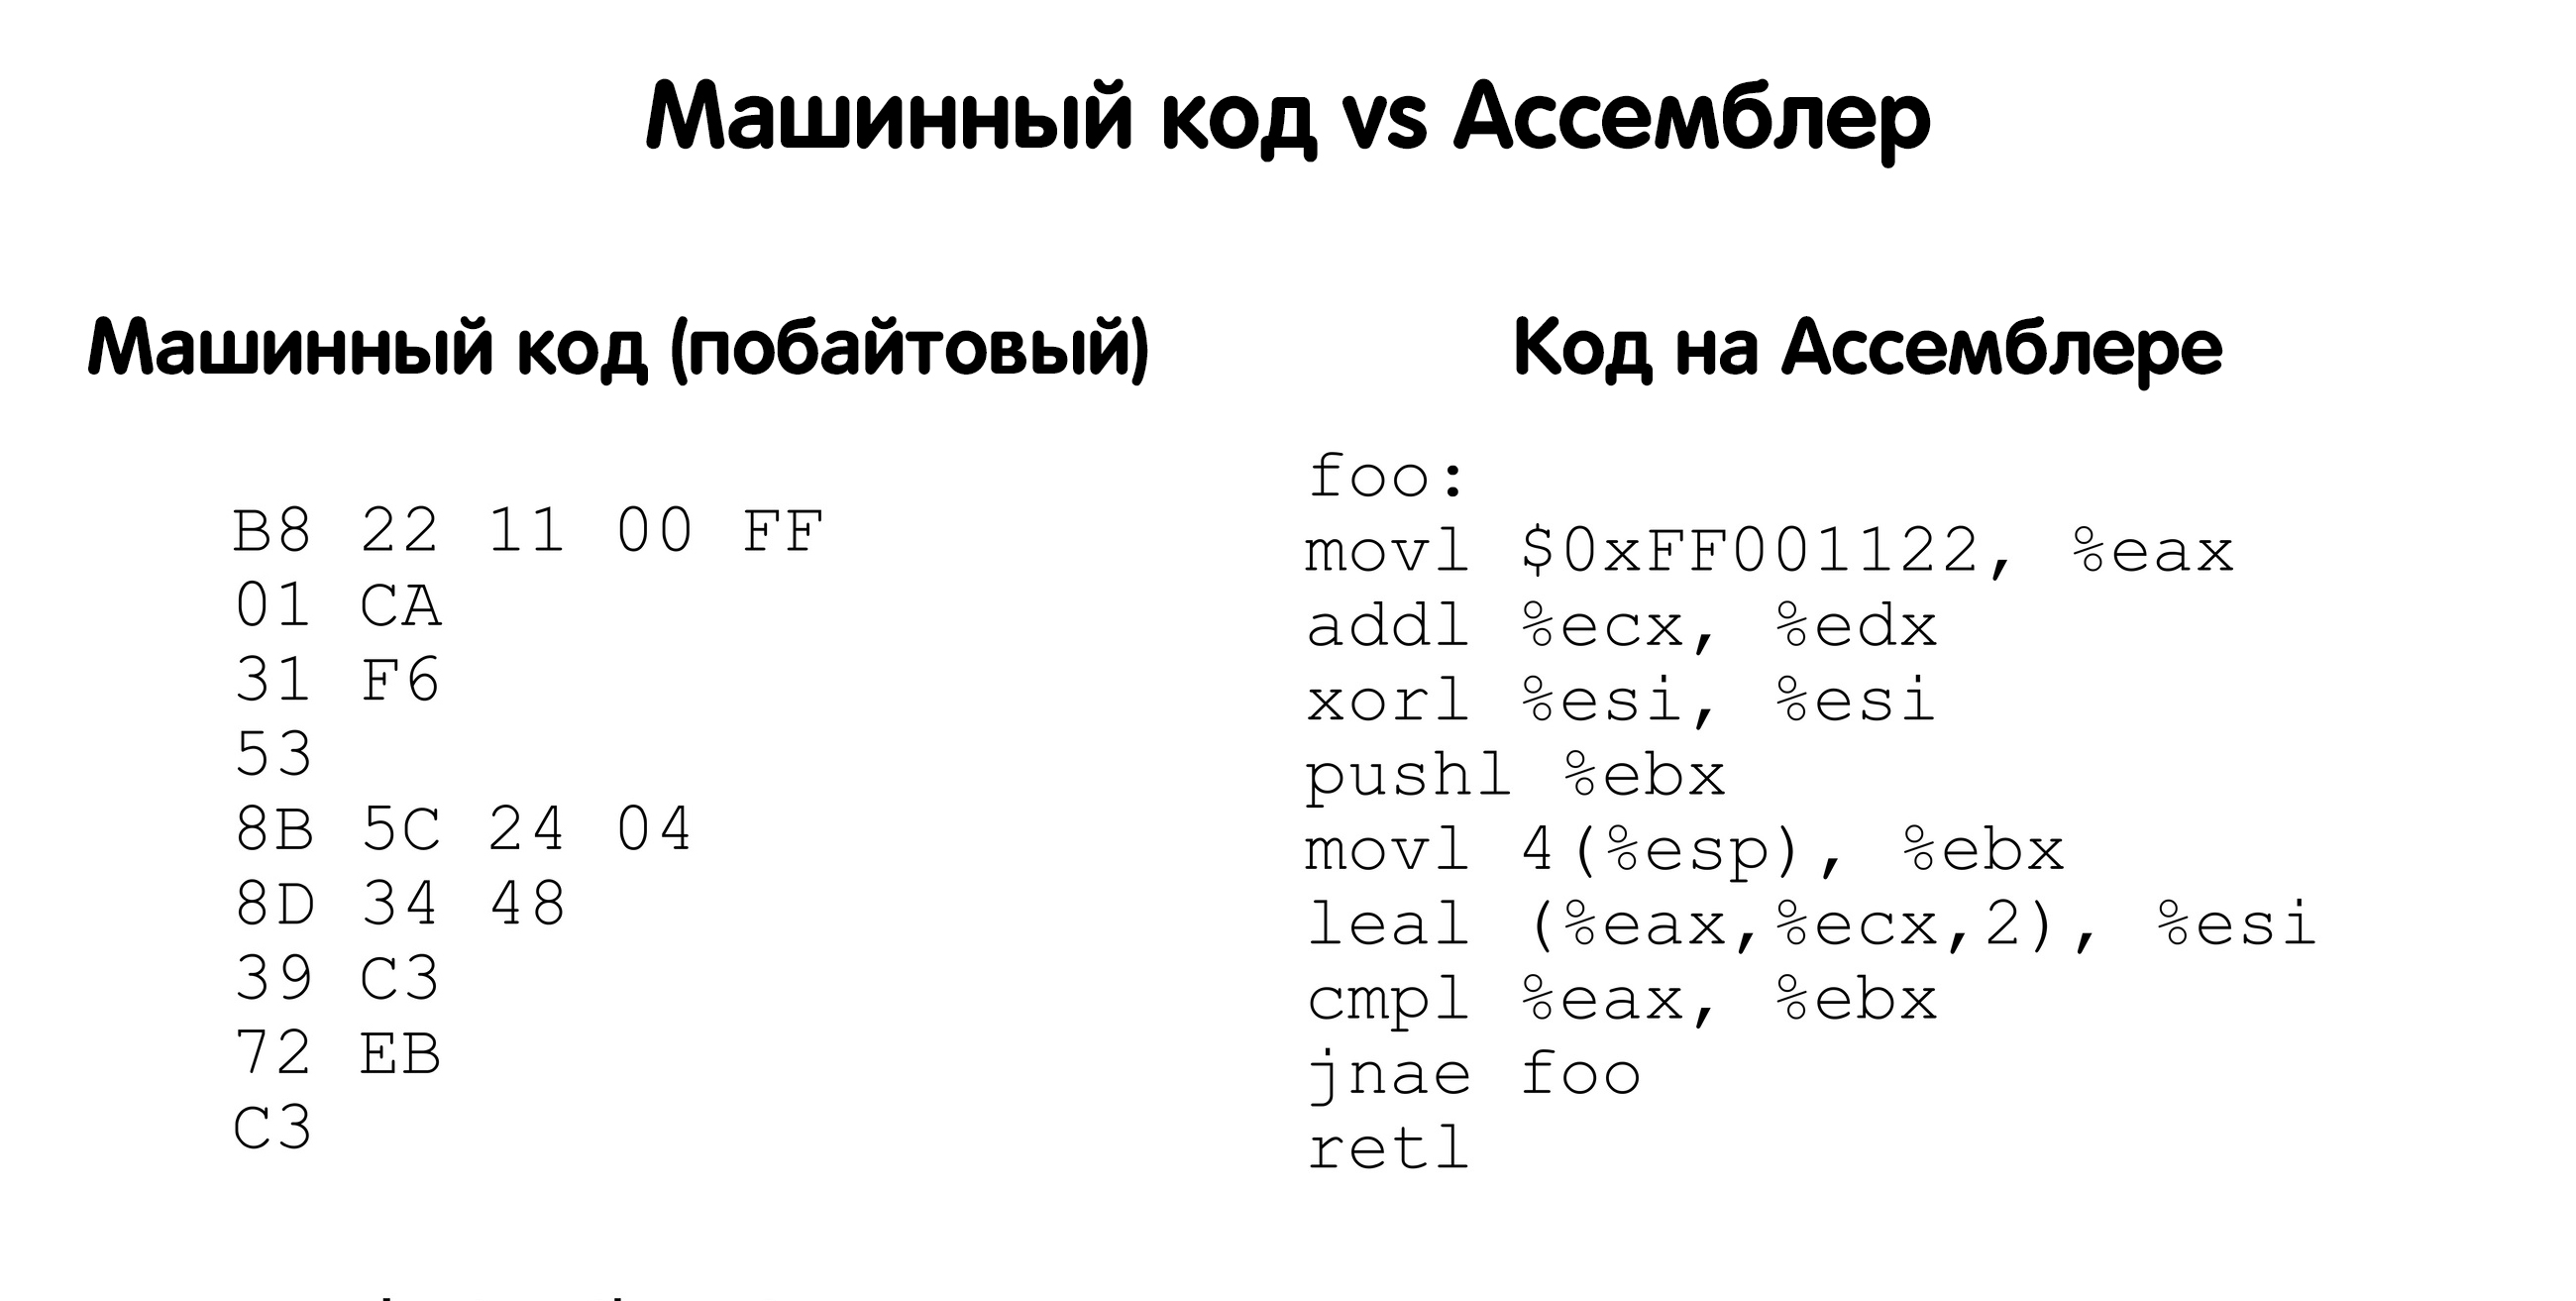 Машинный код vs Ассемблер
Машинный код (побайтовый)
B8 22 11 00 FF
01 CA
31 F6
53
8B 5C 24 04
8D 34 48
39 C3
72 EB
C3
Код на Ассемблере
foo:
movl $0xFF001122, %eax
addl %ecx, %edx
xorl %esi, %esi
pushl %ebx
movl 4(%esp), %ebx
leal (%eax,%ecx,2), %esi
cmpl %eax, %ebx
jnae foo
retl